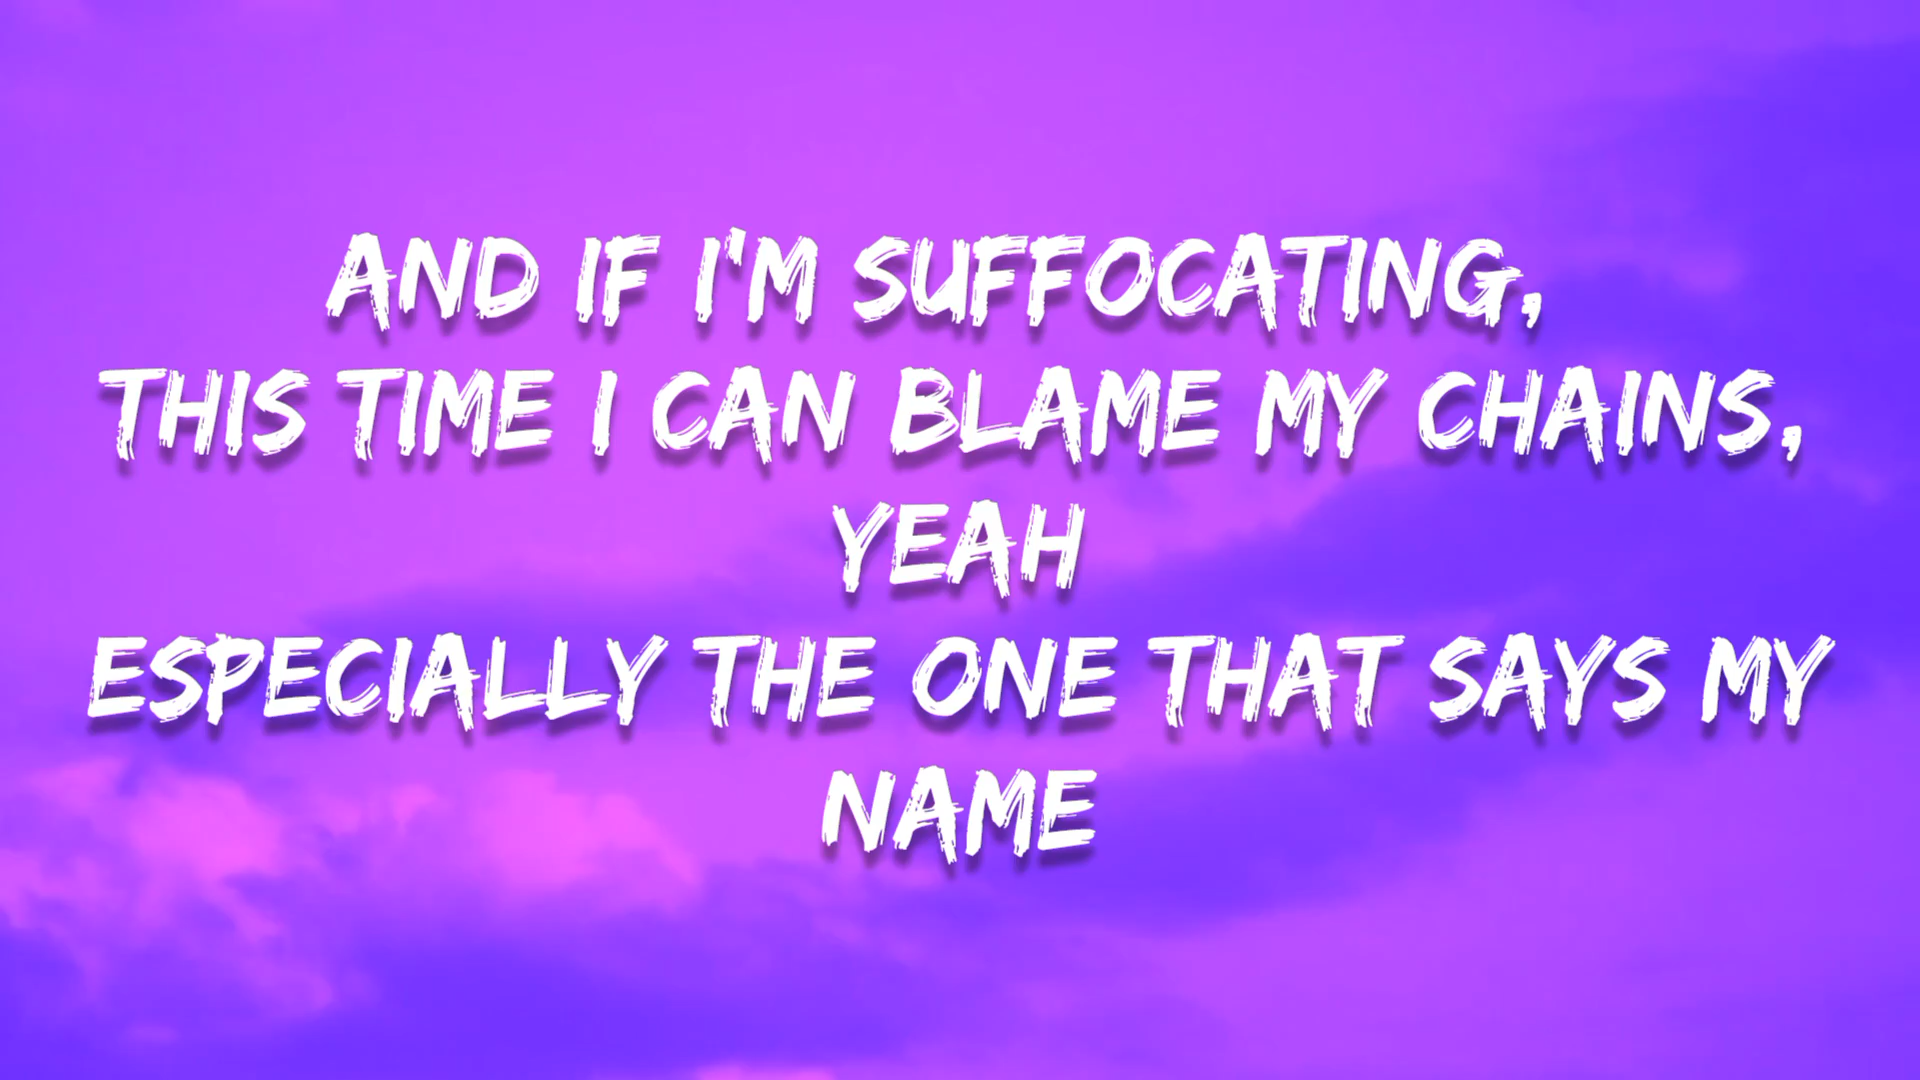 AND IF I'M SUFFOCATING,
THIS TIME I CAN BLAME MY CHAINS,
YEAH
ESPECIALLY THE ONE THAT SAYS MY
NAME